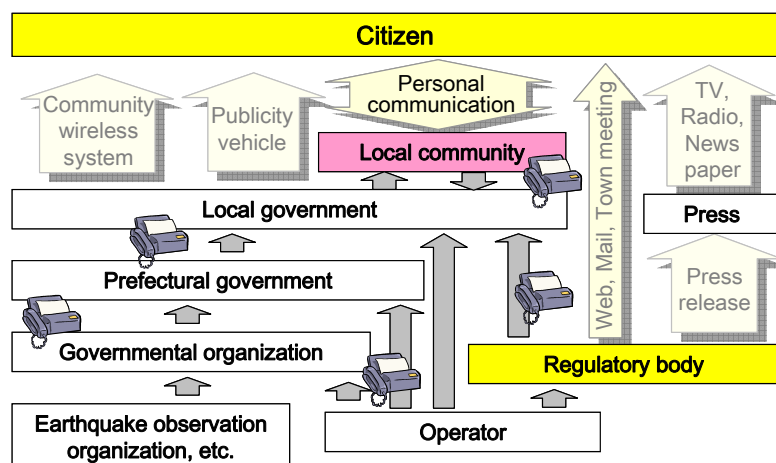 Citizen
Community
wireless
system
Publicity
vehicle
Personal
communication
Web, Mail, Town meeting
TV,
Radio,
News
paper
Local community
Local government
Press
Prefectural government
Press
release
Governmental organization
Regulatory body
Earthquake observation
organization, etc.
Operator